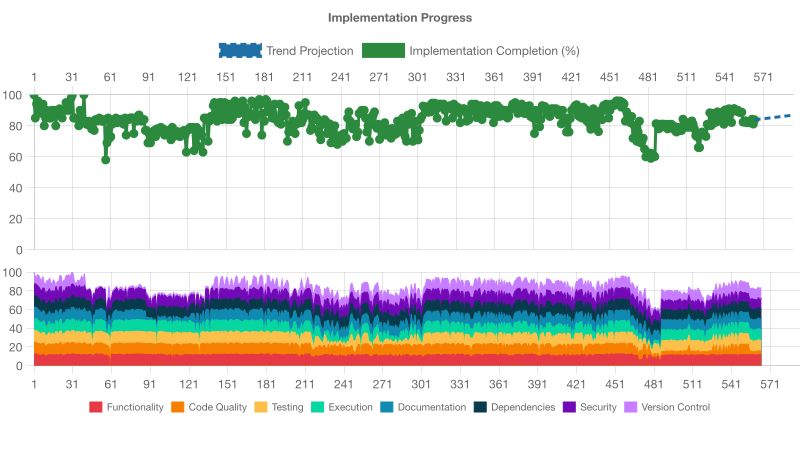 Implementation Progress
Trend Projection Implementation Completion (%)
1 31 61 91 121 151 181 211 241 271 301 331 361 391 421 451 481 511 541 571
100
80
60
40
20
0
100
80
60
40
20
0
1 31 61 91 121 151 181 211 241 271 301 331 361 391 421 451 481 511 541 571
Functionality Code Quality Testing Execution Documentation Dependencies Security Version Control